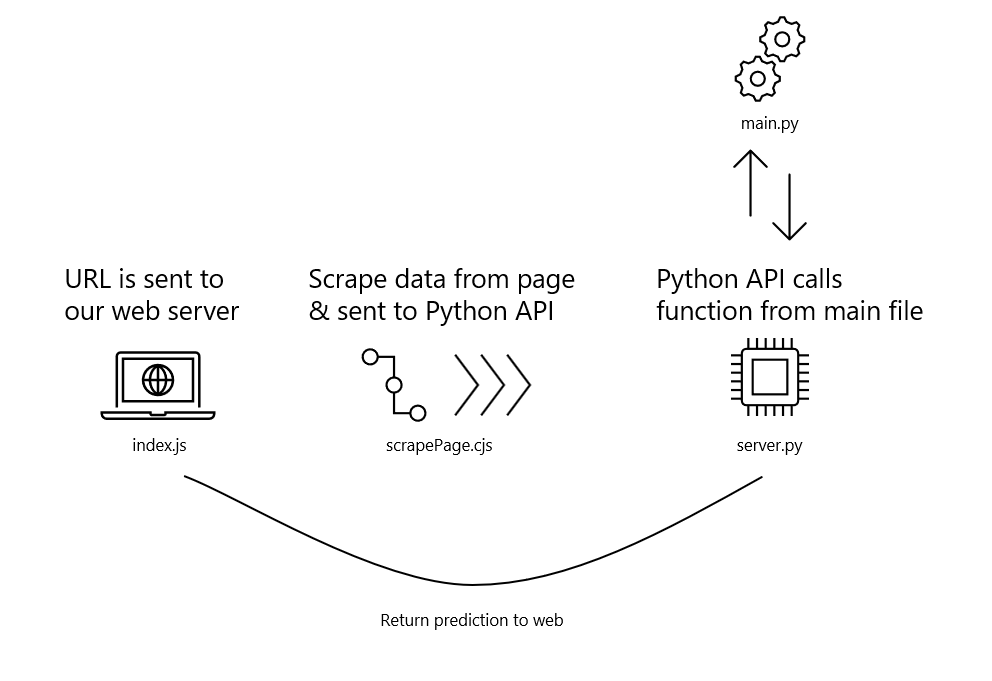 main.py
URL is sent to
our web server
Scrape data from page
& sent to Python API
Python API calls
function from main file
index.js
scrapePage.cjs
server.py
Return prediction to web